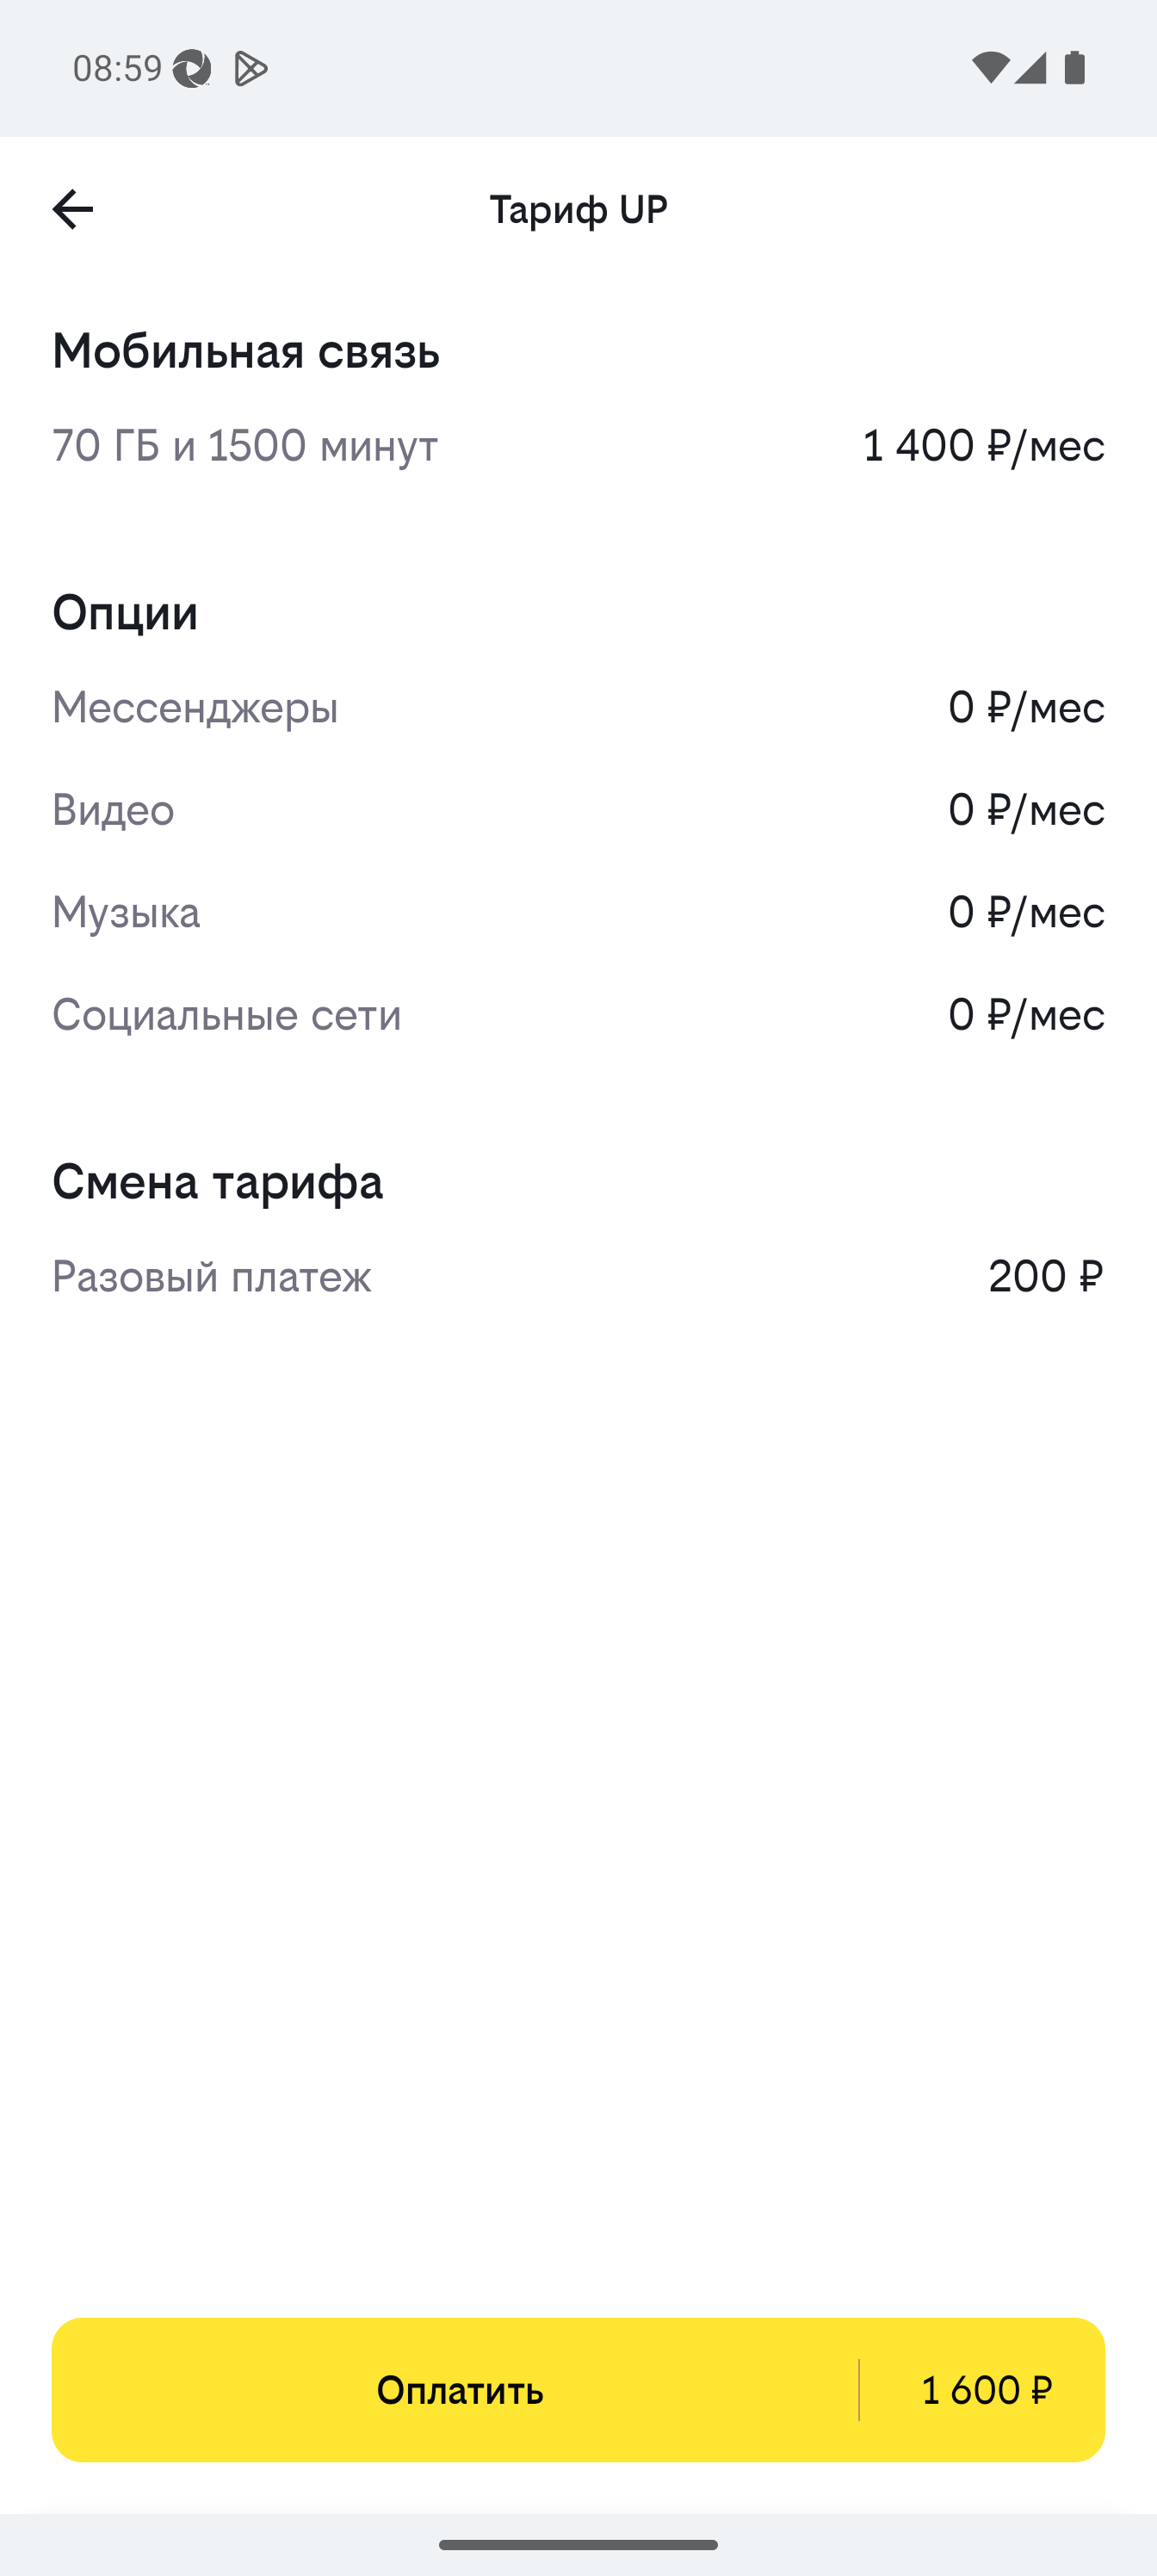 08:59
Тариф UP
Мобильная связь
70 ГБ и 1500 минут 1 400 ₽/мес
Опции
Мессенджеры 0 ₽/мес
Видео 0 ₽/мес
Музыка 0 ₽/мес
Социальные сети 0 ₽/мес
Смена тарифа
Разовый платеж 200 ₽
Оплатить 1 600 ₽